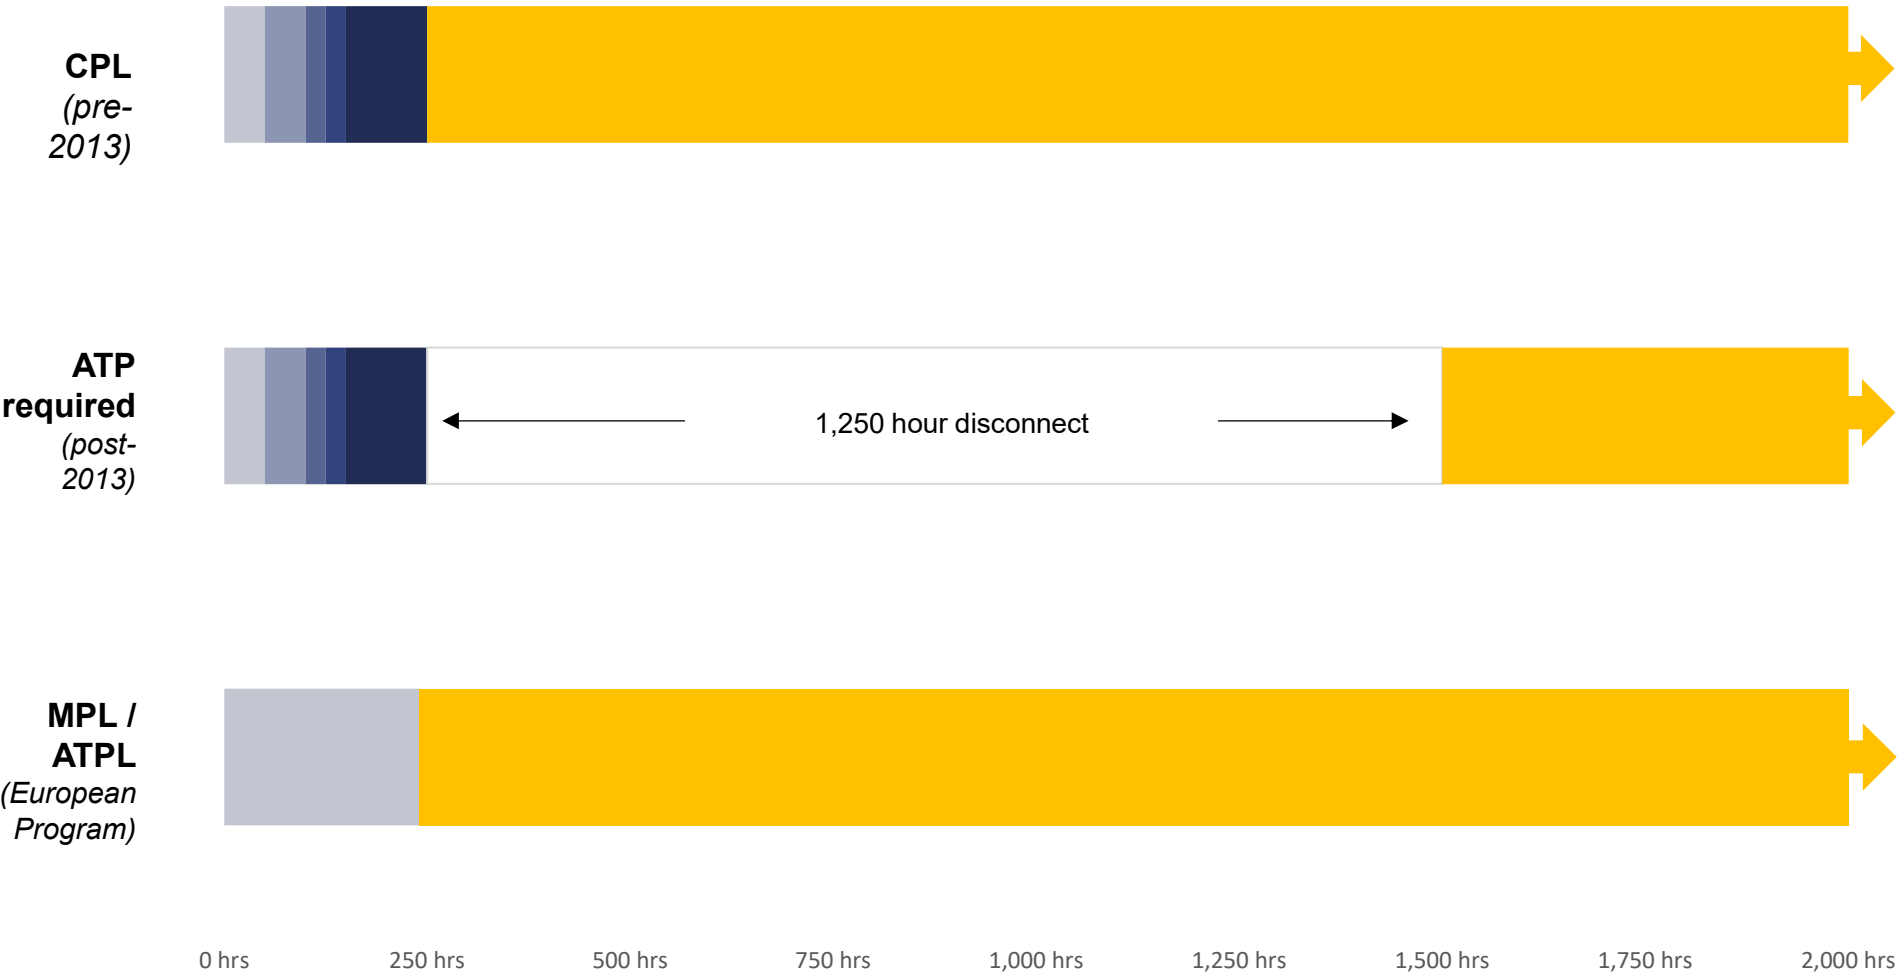 CPL
(pre-
2013)
ATP
required
(post-
2013)
1,250 hour disconnect
MPL /
ATPL
(European
Program)
0 hrs
250 hrs
500 hrs
750 hrs
1,000 hrs
1,250 hrs
1,500 hrs
1,750 hrs
2,000 hrs